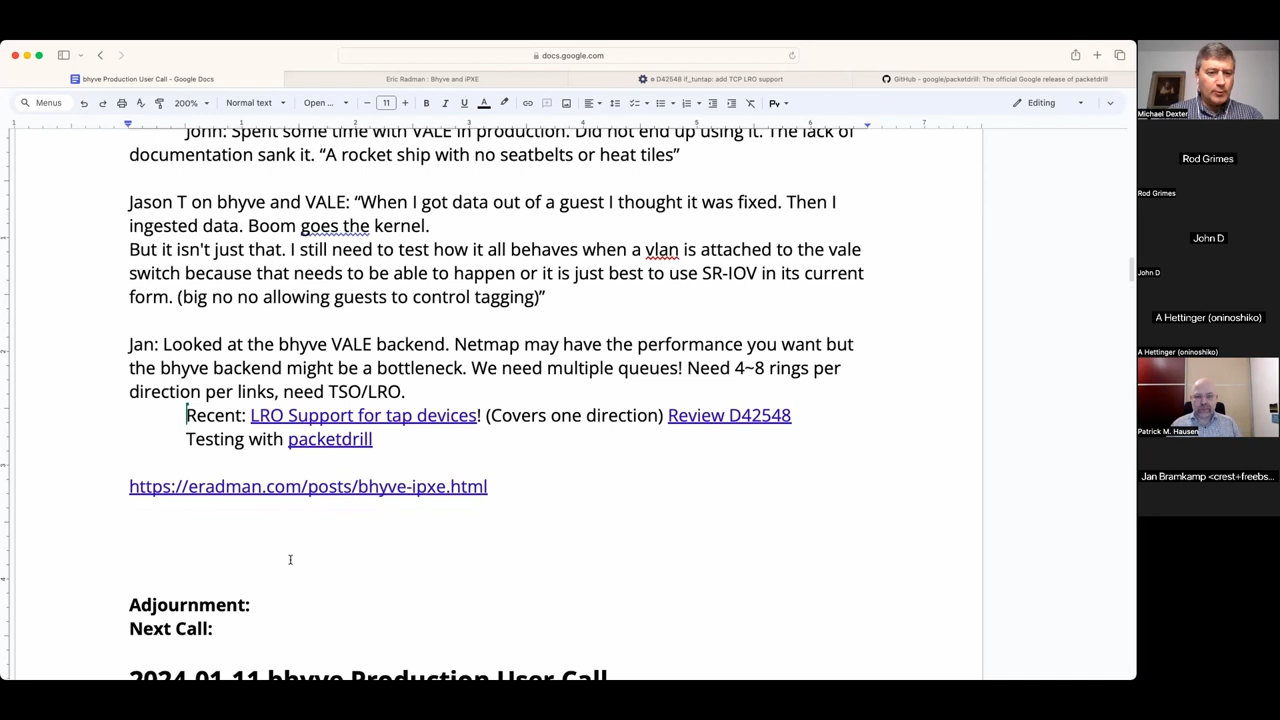 docs.google.com
bhyve Production User Call - Google Docs
Eric Radman : Bhyve and iPXE
D42548 if_tuntap: add TCP LRO support
GitHub - google/packetdrill: The official Google release of packetdrill
Menus
200%
Normal text
Open ...
11
Editing
John: Spent some time with VALE in production. Did not end up using it. The lack of
documentation sank it. “A rocket ship with no seatbelts or heat tiles”
Jason T on bhyve and VALE: “When I got data out of a guest I thought it was fixed. Then I
ingested data. Boom goes the kernel.
But it isn't just that. I still need to test how it all behaves when a vlan is attached to the vale
switch because that needs to be able to happen or it is just best to use SR-IOV in its current
form. (big no no allowing guests to control tagging)”
Jan: Looked at the bhyve VALE backend. Netmap may have the performance you want but
the bhyve backend might be a bottleneck. We need multiple queues! Need 4~8 rings per
direction per links, need TSO/LRO.
Recent: LRO Support for tap devices! (Covers one direction) Review D42548
Testing with packetdrill
https://eradman.com/posts/bhyve-ipxe.html
Adjournment:
Next Call:
2024-01-11 bhyve Production User Call
Michael Dexter
Rod Grimes
Rod Grimes
John D
John D
A Hettinger (oninoshiko)
A Hettinger (oninoshiko)
Patrick M. Hausen
Jan Bramkamp <crest+freebs...